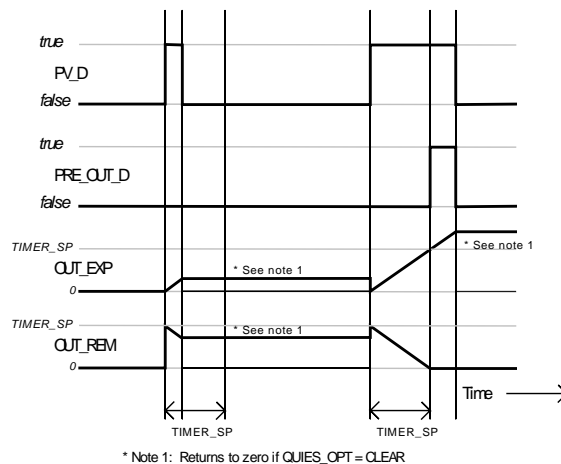 true
PV_D
false
true
PRE_OUT_D
false
TIMER_SP
* See note 1
OUT_EXP
* See note 1
0
TIMER_SP
* See note 1
OUT_REM
0
Time
TIMER_SP TIMER_SP
* Note 1: Returns to zero if QUIES_OPT = CLEAR